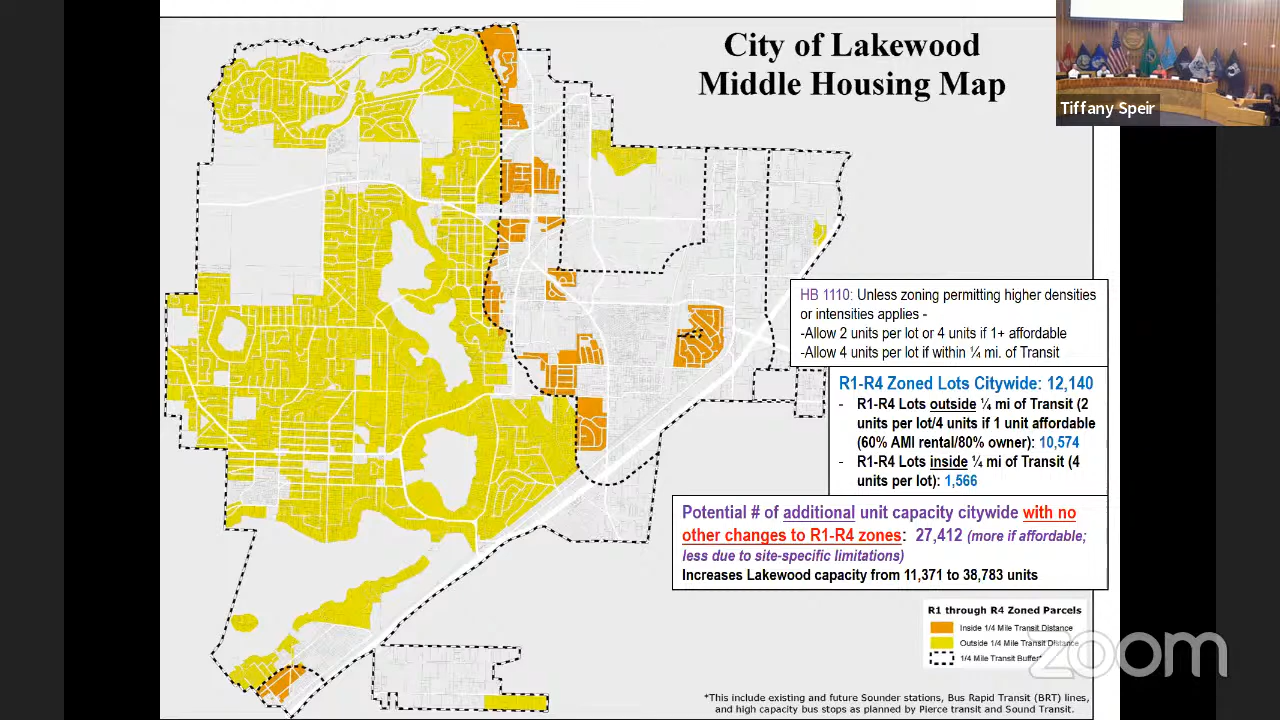 City of Lakewood
Middle Housing Map
Tiffany Speir
HB 1110: Unless zoning permitting higher densities
or intensities applies -
-Allow 2 units per lot or 4 units if 1+ affordable
-Allow 4 units per lot if within ¼ mi. of Transit
R1-R4 Zoned Lots Citywide: 12,140
- R1-R4 Lots outside ¼ mi of Transit (2
units per lot/4 units if 1 unit affordable
(60% AMI rental/80% owner): 10,574
- R1-R4 Lots inside ¼ mi of Transit (4
units per lot): 1,566
Potential # of additional unit capacity citywide with no
other changes to R1-R4 zones: 27,412 (more if affordable;
less due to site-specific limitations)
Increases Lakewood capacity from 11,371 to 38,783 units
R1 through R4 Zoned Parcels
Inside 1/4 Mile Transit Distance
Outside 1/4 Mile Transit Distance
1/4 Mile Transit Buffer
zoom
*This include existing and future Sounder stations, Bus Rapid Transit (BRT) lines,
and high capacity bus stops as planned by Pierce transit and Sound Transit.